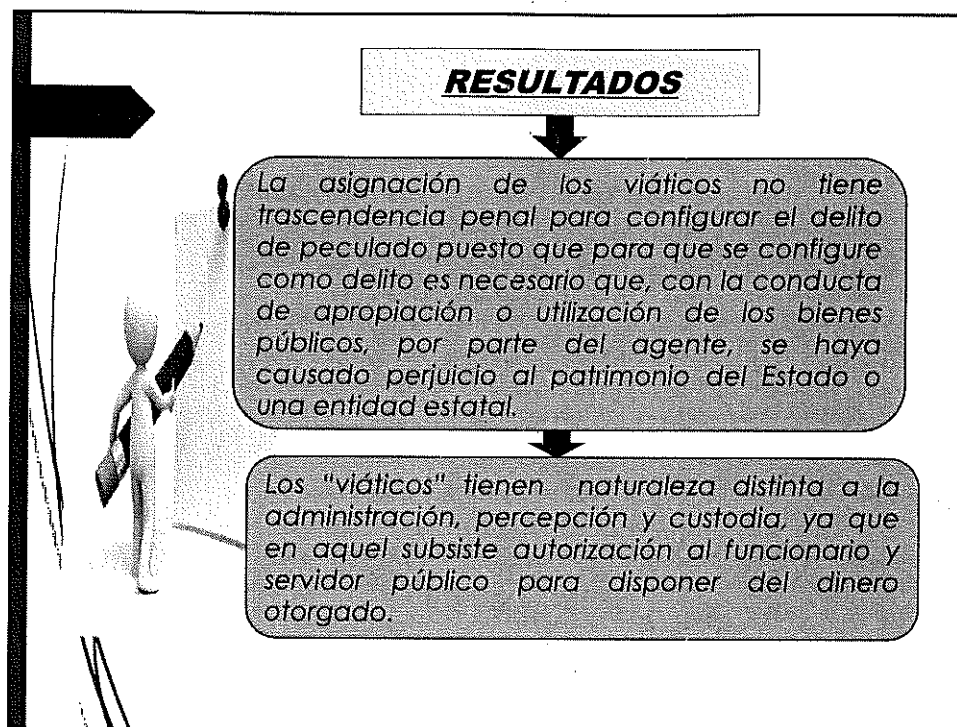 RESULTADOS
La asignación de los viáticos no tiene
trascendencia penal para configurar el delito
de peculado puesto que para que se configure
como delito es necesario que, con la conducta
de apropiación o utilización de los bienes
públicos, por parte del agente, se haya
causado perjuicio al patrimonio del Estado o
una entidad estatal.
Los "viáticos" tienen naturaleza distinta a la
administración, percepción y custodia, ya que
en aquel subsiste autorización al funcionario y
servidor público para disponer del dinero
otorgado.